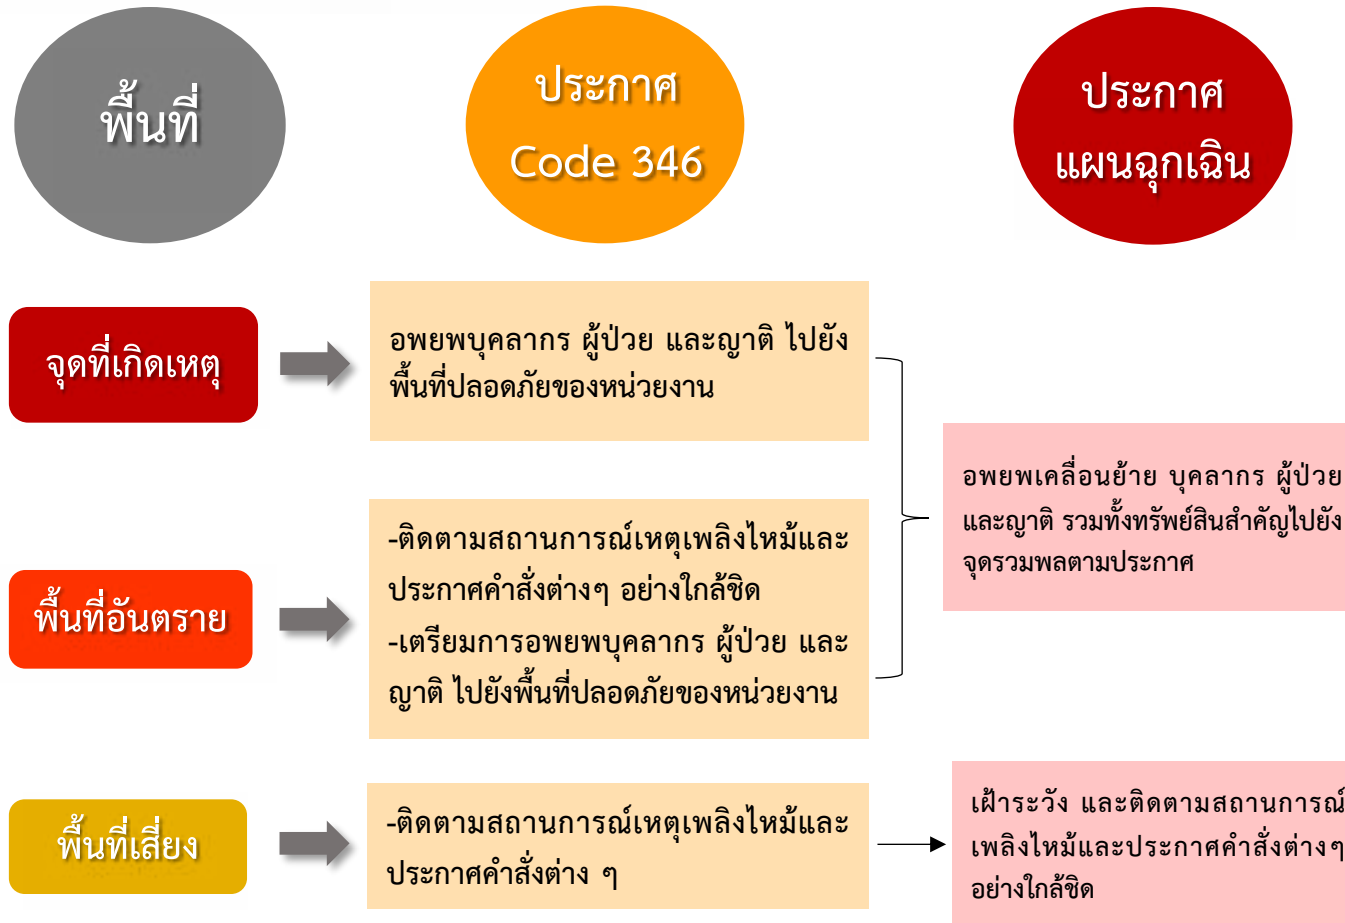 พื้นที่
ประกาศ
Code 346
ประกาศ
แผนฉุกเฉิน
จุดที่เกิดเหตุ
อพยพบุคลากร ผู้ป่วย และญาติ ไปยัง
พื้นที่ปลอดภัยของหน่วยงาน
พื้นที่อันตราย
-ติดตามสถานการณ์เหตุเพลิงไหม้และ
ประกาศคำสั่งต่างๆ อย่างใกล้ชิด
-เตรียมการอพยพบุคลากร ผู้ป่วย และ
ญาติ ไปยังพื้นที่ปลอดภัยของหน่วยงาน
อพยพเคลื่อนย้าย บุคลากร ผู้ป่วย
และญาติ รวมทั้งทรัพย์สินสำคัญไปยัง
จุดรวมพลตามประกาศ
พื้นที่เสี่ยง
-ติดตามสถานการณ์เหตุเพลิงไหม้และ
ประกาศคำสั่งต่าง ๆ
เฝ้าระวัง และติดตามสถานการณ์
เพลิงไหม้และประกาศคำสั่งต่างๆ
อย่างใกล้ชิด